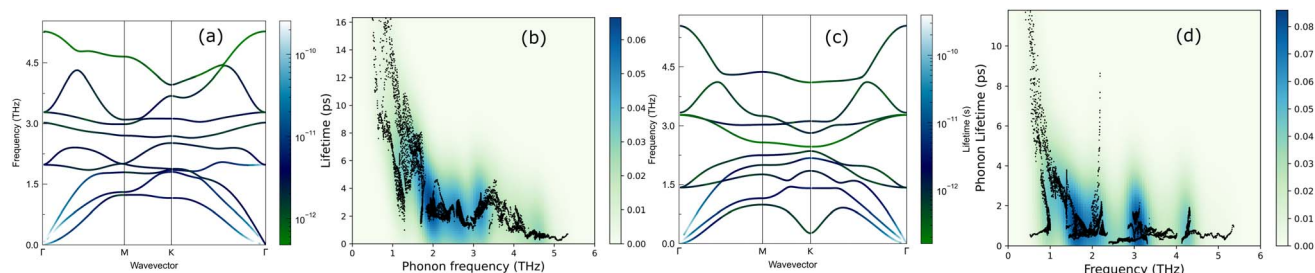 (a)
Frequency (THz)
4.5
3.0
1.5
0.0
Γ M K Γ
Wavevector
10⁻¹⁰
10⁻¹¹
10⁻¹²
(b)
Lifetime (ps)
16
14
12
10
8
6
4
2
0
0 1 2 3 4 5 6
Phonon frequency (THz)
0.06
0.05
0.04
0.03
0.02
0.01
0.00
(c)
Frequency (THz)
4.5
3.0
1.5
0.0
Γ M K Γ
Wavevector
10⁻¹⁰
10⁻¹¹
10⁻¹²
Lifetime (s)
(d)
Phonon Lifetime (ps)
10
8
6
4
2
0
0 1 2 3 4 5 6
Frequency (THz)
0.08
0.07
0.06
0.05
0.04
0.03
0.02
0.01
0.00